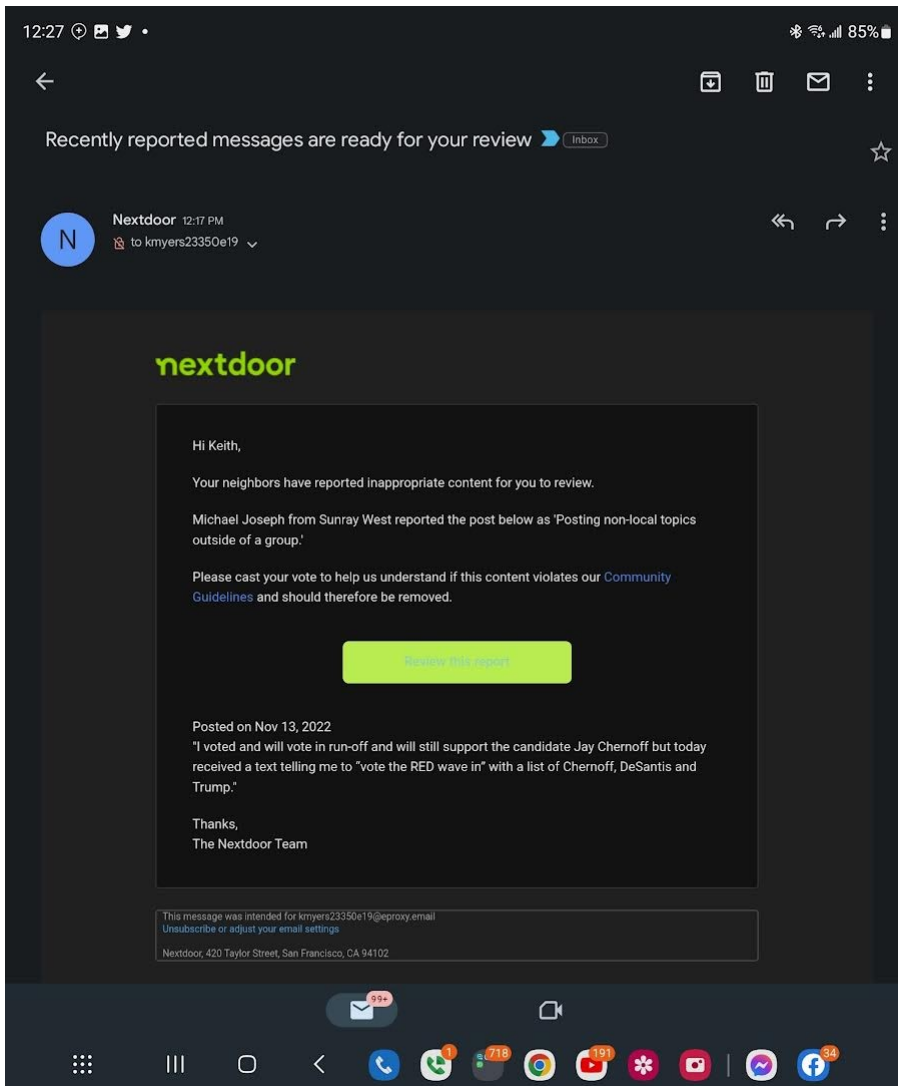 12:27
85%
Recently reported messages are ready for your review Inbox
Nextdoor 12:17 PM
N
to kmyers23350e19
nextdoor
Hi Keith,
Your neighbors have reported inappropriate content for you to review.
Michael Joseph from Sunray West reported the post below as 'Posting non-local topics
outside of a group.'
Please cast your vote to help us understand if this content violates our Community
Guidelines and should therefore be removed.
Review this report
Posted on Nov 13, 2022
"I voted and will vote in run-off and will still support the candidate Jay Chernoff but today
received a text telling me to “vote the RED wave in” with a list of Chernoff, DeSantis and
Trump."
Thanks,
The Nextdoor Team
This message was intended for kmyers23350e19@eproxy.email
Unsubscribe or adjust your email settings
Nextdoor, 420 Taylor Street, San Francisco, CA 94102
99+
1
718
191
34